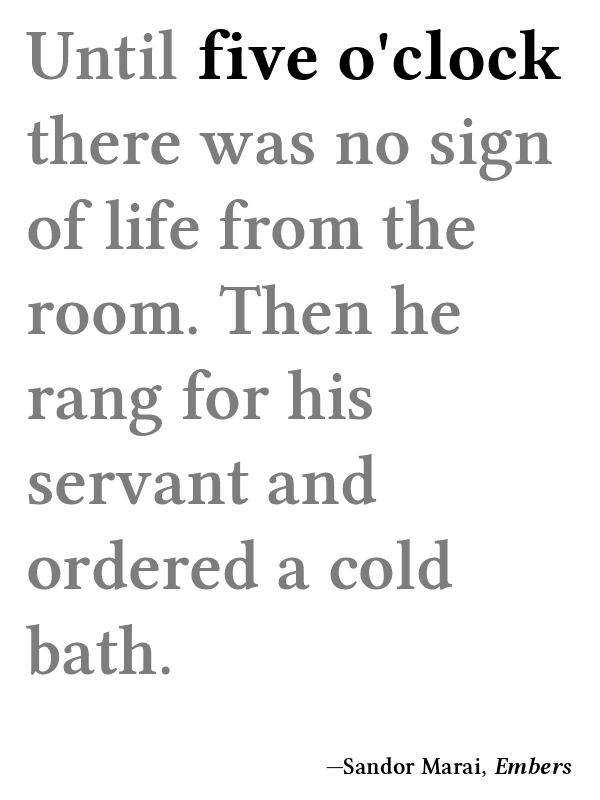 Until five o'clock
there was no sign
of life from the
room. Then he
rang for his
servant and
ordered a cold
bath.
—Sandor Marai, Embers